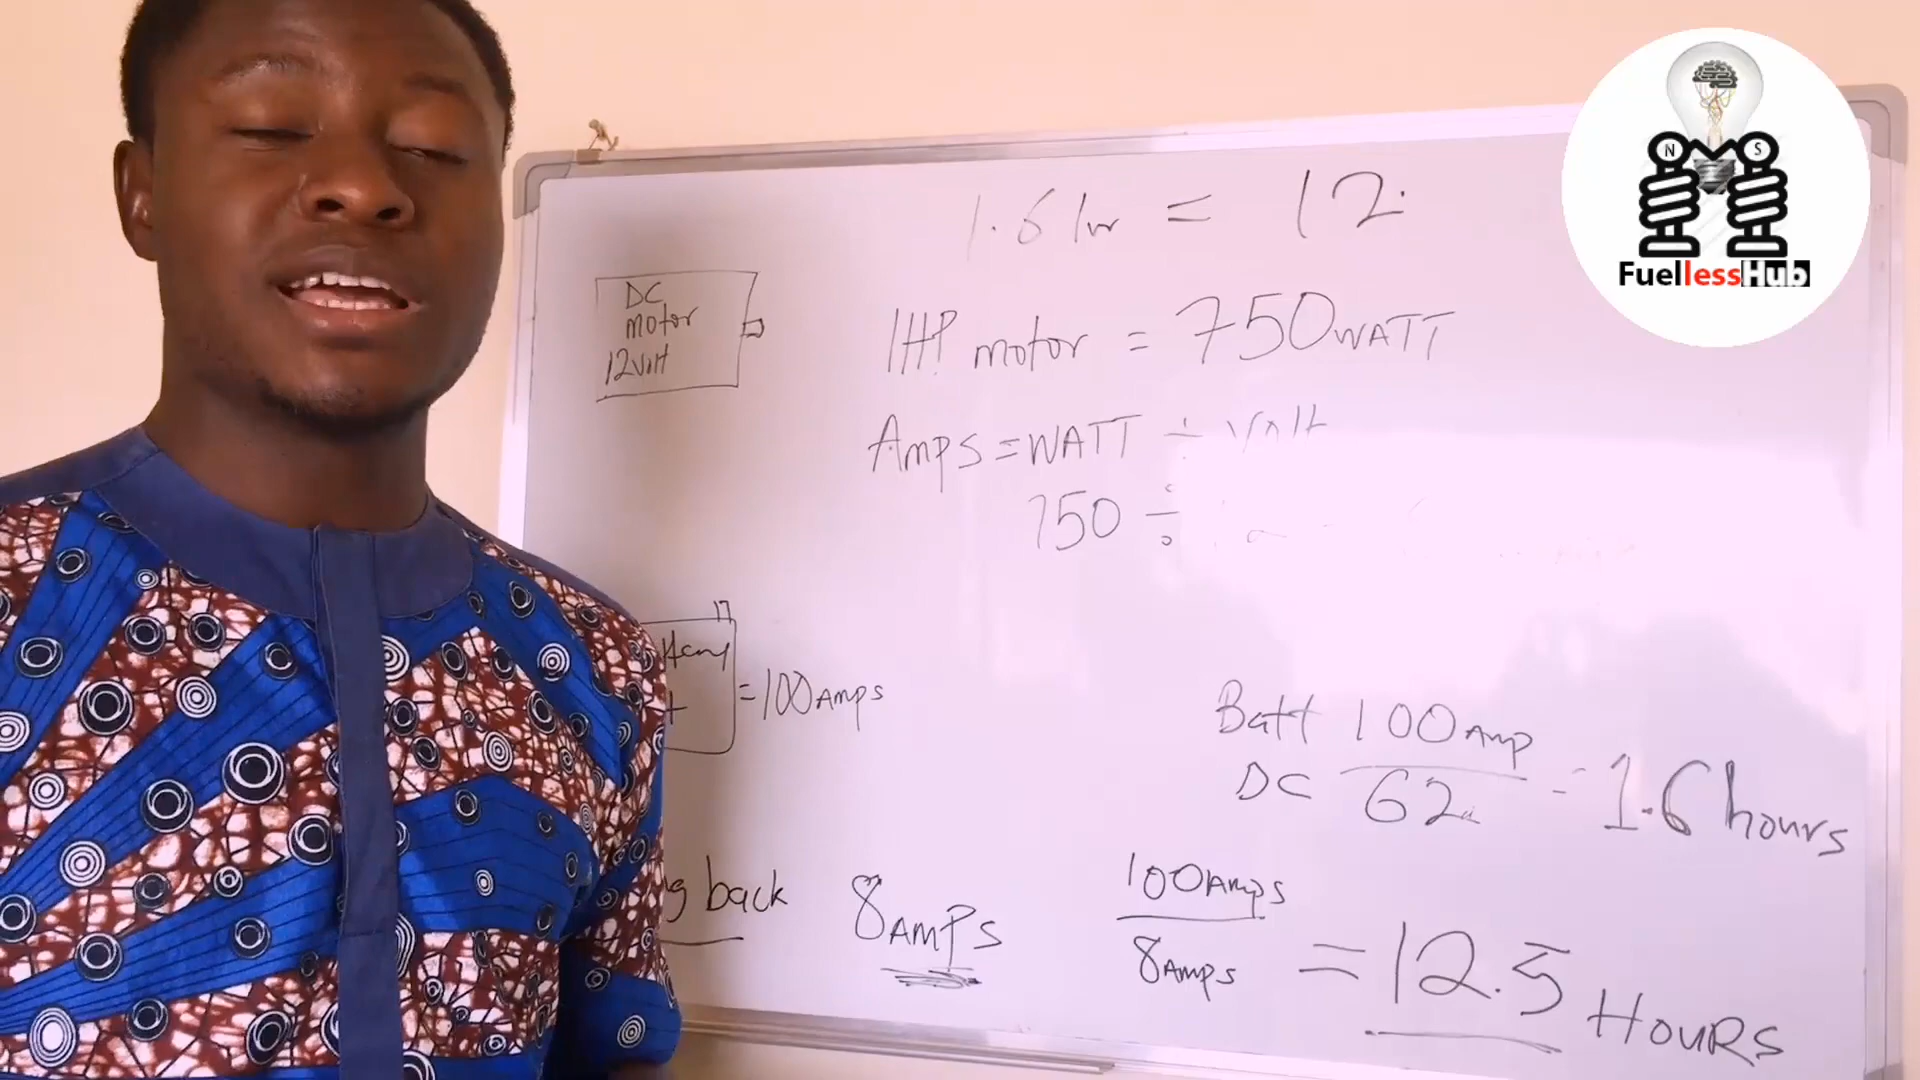 1.6 hr = 12.
DC
motor
12volt
1HP motor = 750WATT
Amps = WATT ÷ Volt
750 ÷
= 100Amps
Batt 100Amp
DC 62 = 1.6 hours
back
8AMPS
100Amps
8Amps
= 12.5 HOURS
N S
FuellessHub